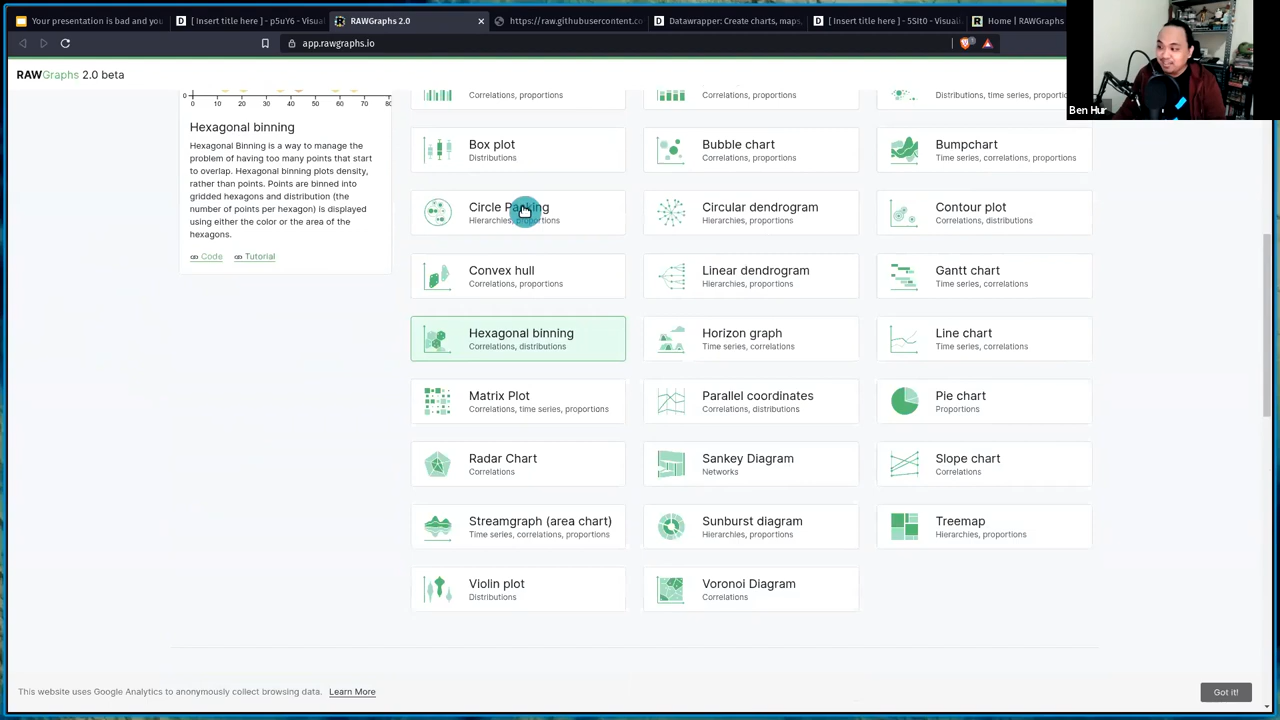 Your presentation is bad and you
[ Insert title here ] - p5uY6 - Visuali
RAWGraphs 2.0
https://raw.githubusercontent.co
Datawrapper: Create charts, maps,
[ Insert title here ] - 5SIt0 - Visuali
Home | RAWGraphs
app.rawgraphs.io
Ben Hur
RAWGraphs 2.0 beta
0 10 20 30 40 50 60 70 80
0
Hexagonal binning
Hexagonal Binning is a way to manage the
problem of having too many points that start
to overlap. Hexagonal binning plots density,
rather than points. Points are binned into
gridded hexagons and distribution (the
number of points per hexagon) is displayed
using either the color or the area of the
hexagons.
Code Tutorial
Correlations, proportions
Correlations, proportions
Distributions, time series, proportions
Box plot
Distributions
Bubble chart
Correlations, proportions
Bumpchart
Time series, correlations, proportions
Circle Packing
Hierarchies, proportions
Circular dendrogram
Hierarchies, proportions
Contour plot
Correlations, distributions
Convex hull
Correlations, proportions
Linear dendrogram
Hierarchies, proportions
Gantt chart
Time series, correlations
Hexagonal binning
Correlations, distributions
Horizon graph
Time series, correlations
Line chart
Time series, correlations
Matrix Plot
Correlations, time series, proportions
Parallel coordinates
Correlations, distributions
Pie chart
Proportions
Radar Chart
Correlations
Sankey Diagram
Networks
Slope chart
Correlations
Streamgraph (area chart)
Time series, correlations, proportions
Sunburst diagram
Hierarchies, proportions
Treemap
Hierarchies, proportions
Violin plot
Distributions
Voronoi Diagram
Correlations
This website uses Google Analytics to anonymously collect browsing data. Learn More
Got it!